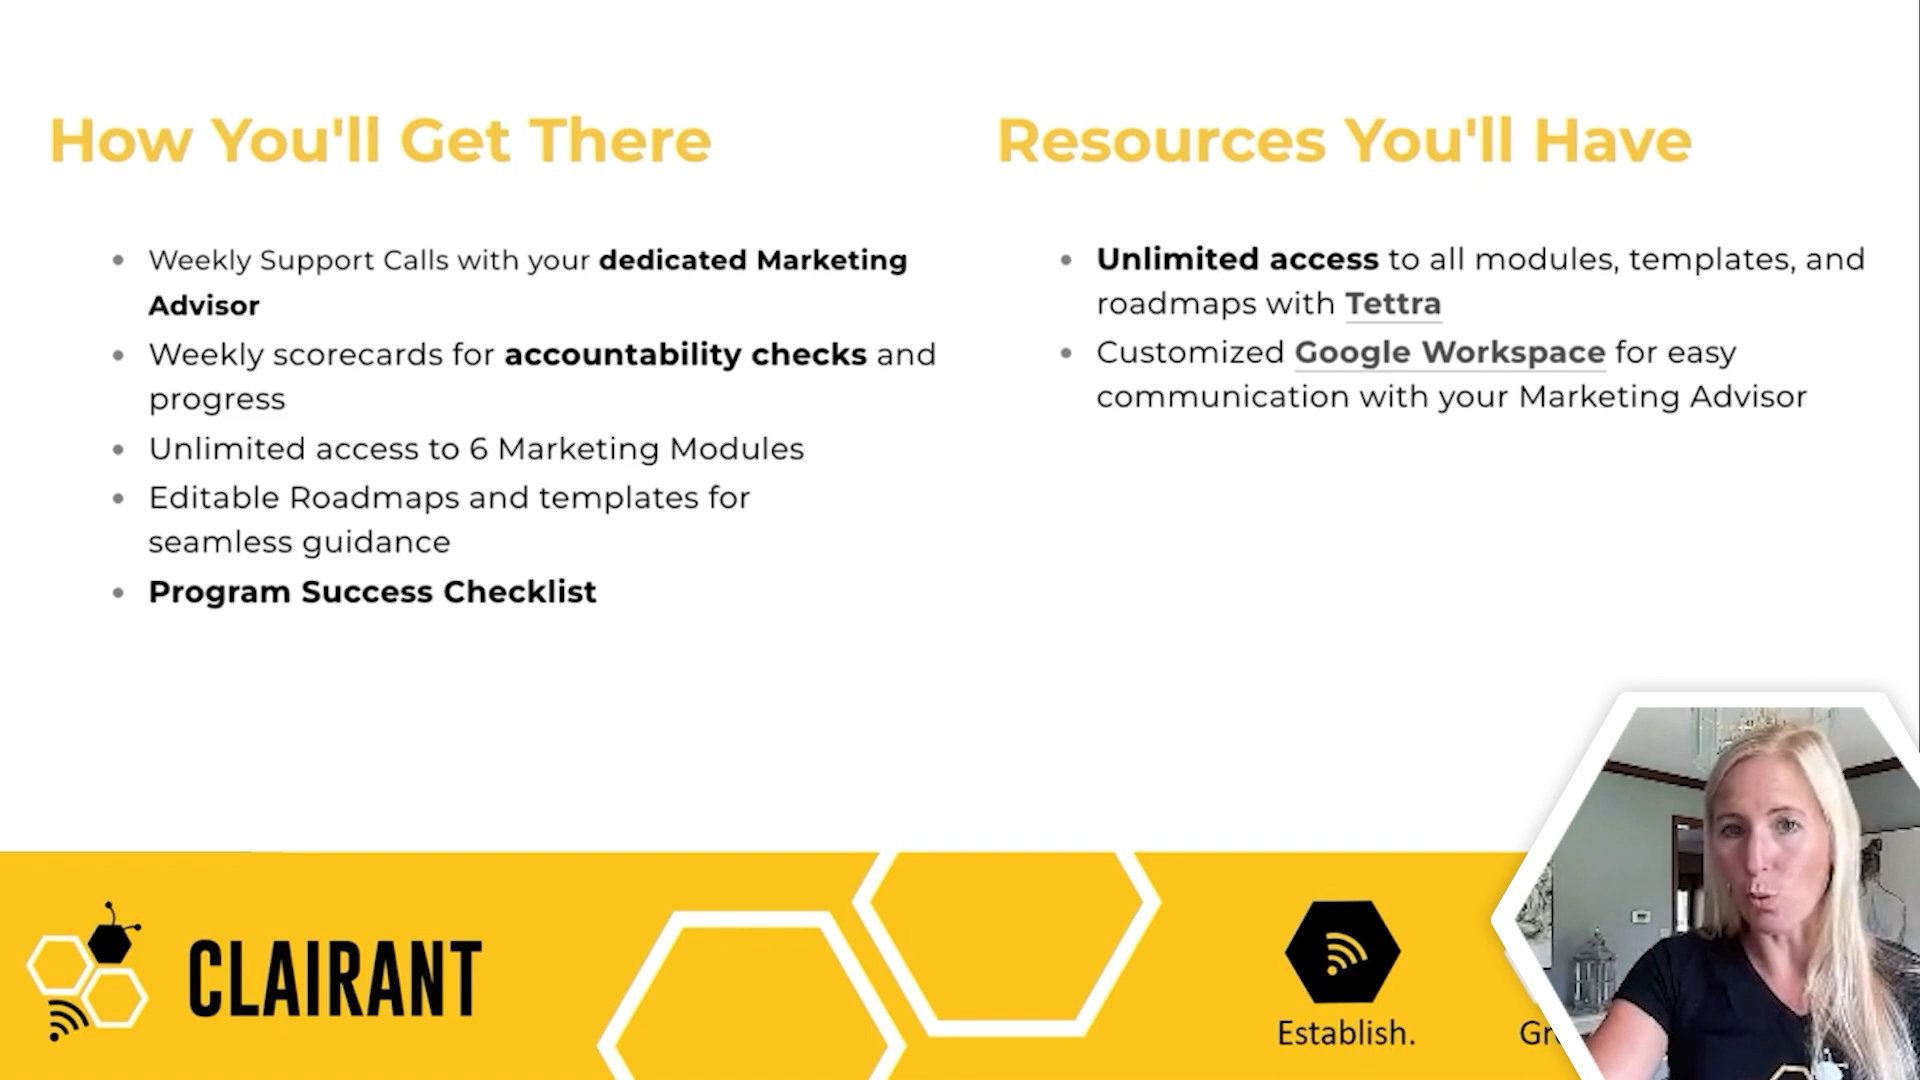 How You'll Get There
Weekly Support Calls with your dedicated Marketing
Advisor
Weekly scorecards for accountability checks and
progress
Unlimited access to 6 Marketing Modules
Editable Roadmaps and templates for
seamless guidance
Program Success Checklist
Resources You'll Have
Unlimited access to all modules, templates, and
roadmaps with Tettra
Customized Google Workspace for easy
communication with your Marketing Advisor
CLAIRANT
Establish.